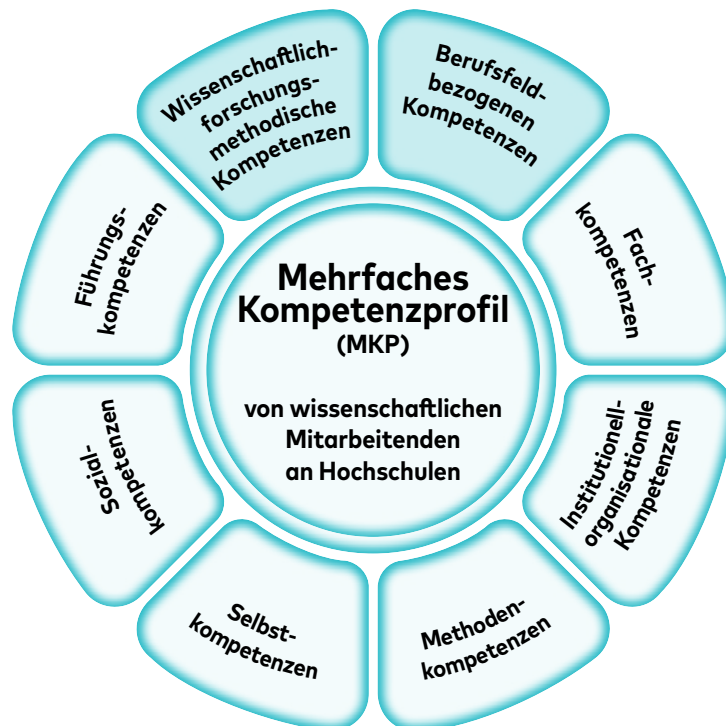 Mehrfaches
Kompetenzprofil
(MKP)
von wissenschaftlichen
Mitarbeitenden
an Hochschulen
Wissenschaftlich-
forschungs-
methodische
Kompetenzen
Berufsfeld-
bezogenen
Kompetenzen
Fach-
kompetenzen
Institutionell-
organisationale
Kompetenzen
Methoden-
kompetenzen
Selbst-
kompetenzen
Sozial-
kompetenzen
Führungs-
kompetenzen